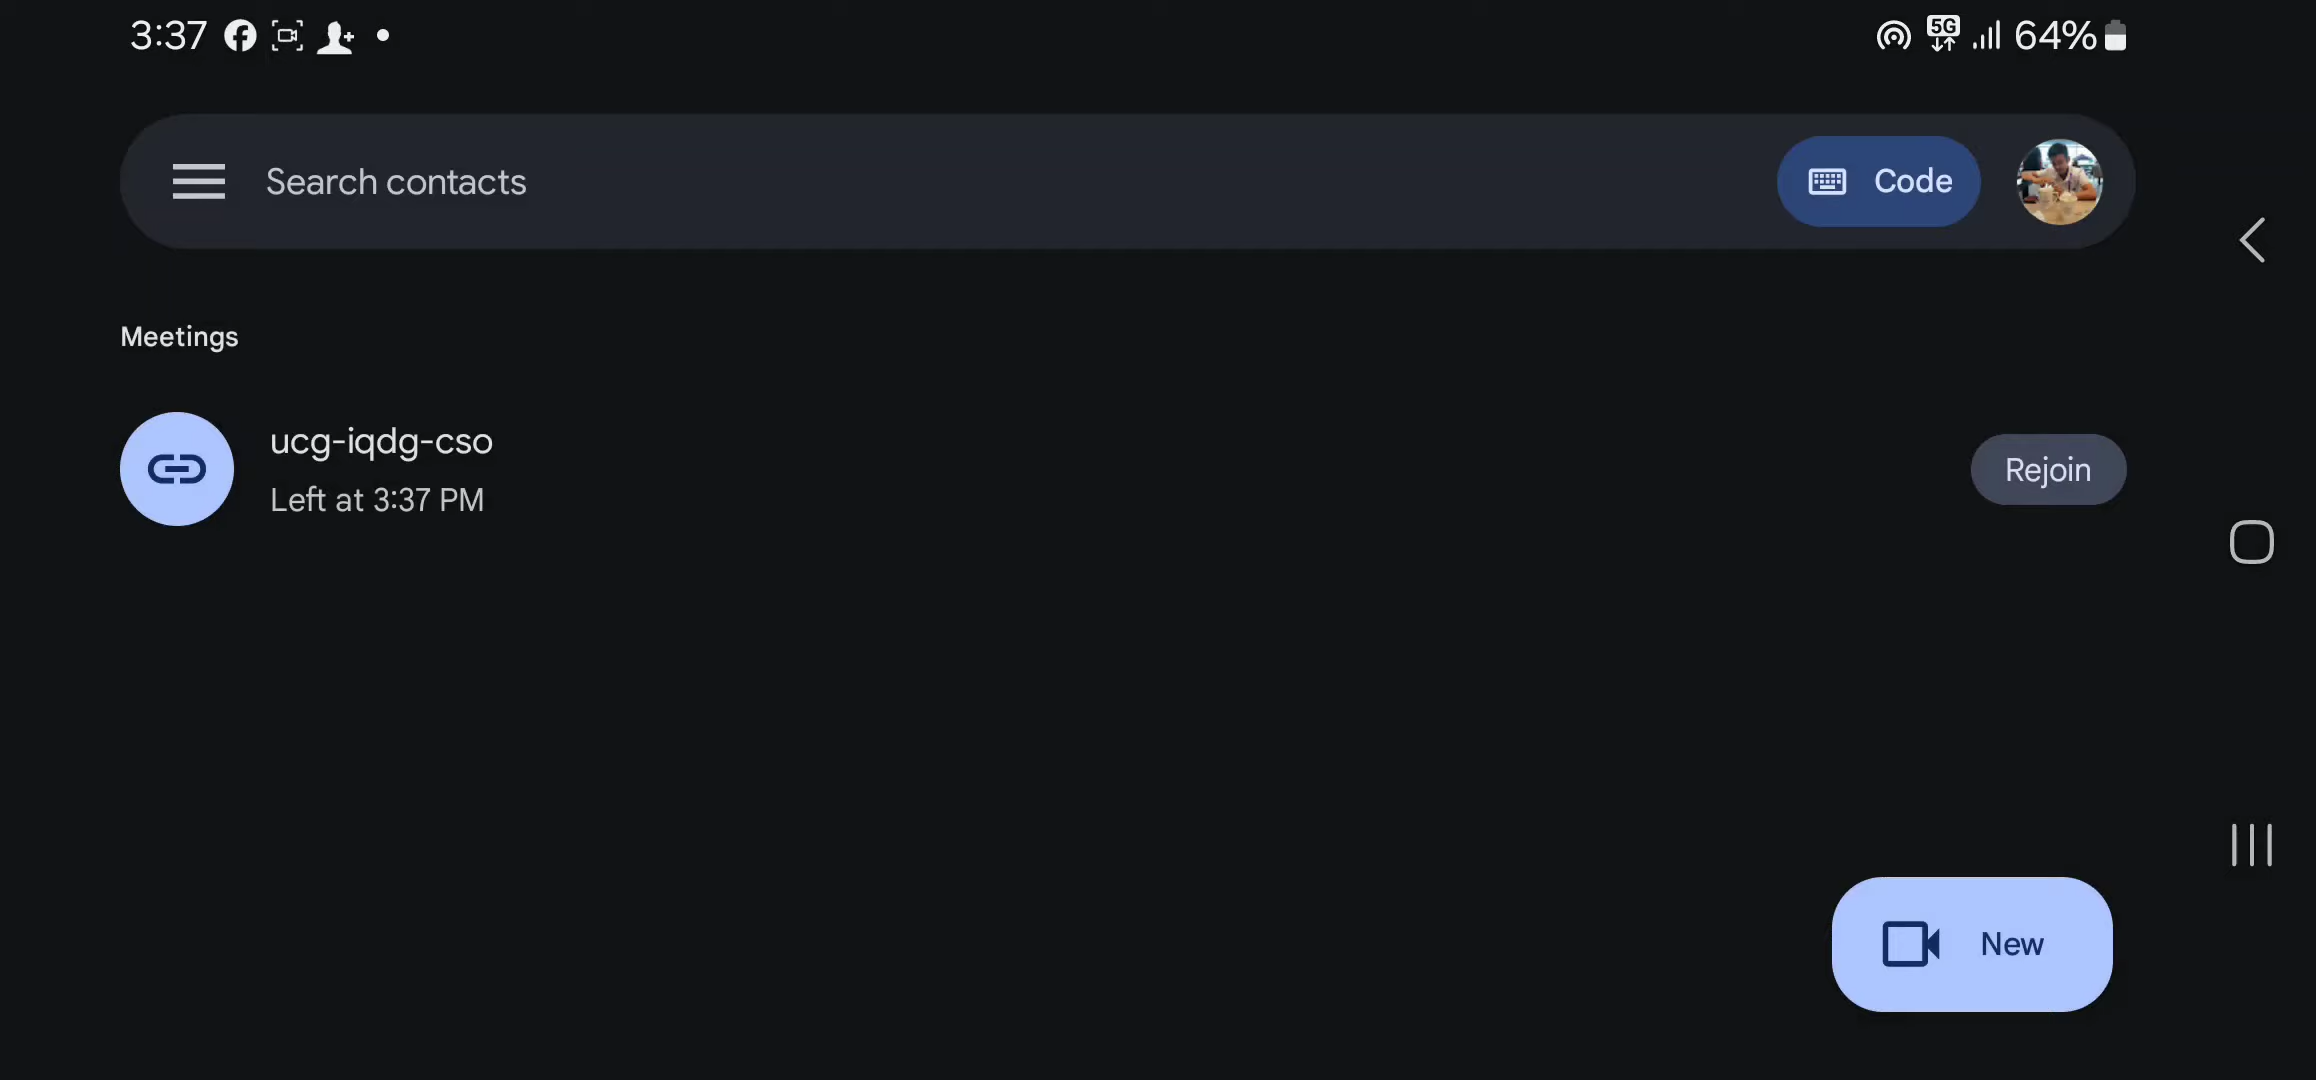 3:37
5G 64%
Search contacts
Code
Meetings
ucg-iqdg-cso
Left at 3:37 PM
Rejoin
New